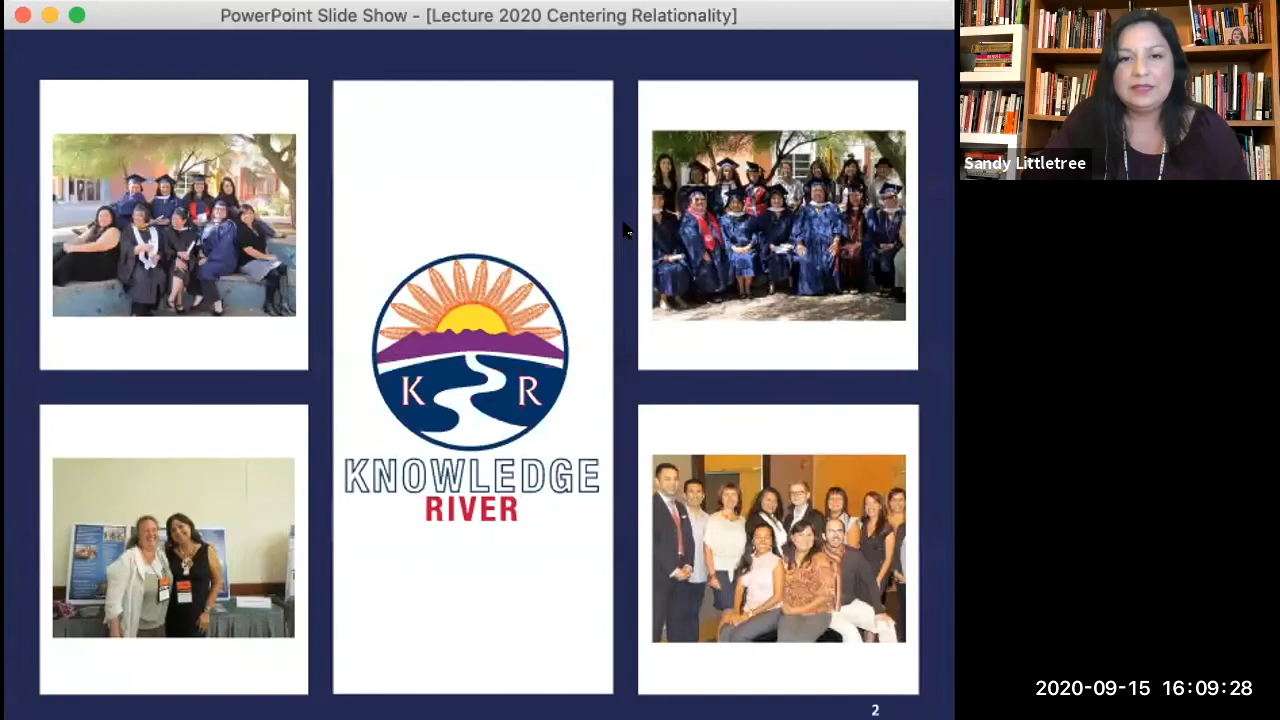 PowerPoint Slide Show - [Lecture 2020 Centering Relationality]
Sandy Littletree
K R
KNOWLEDGE
RIVER
2020-09-15 16:09:28
2